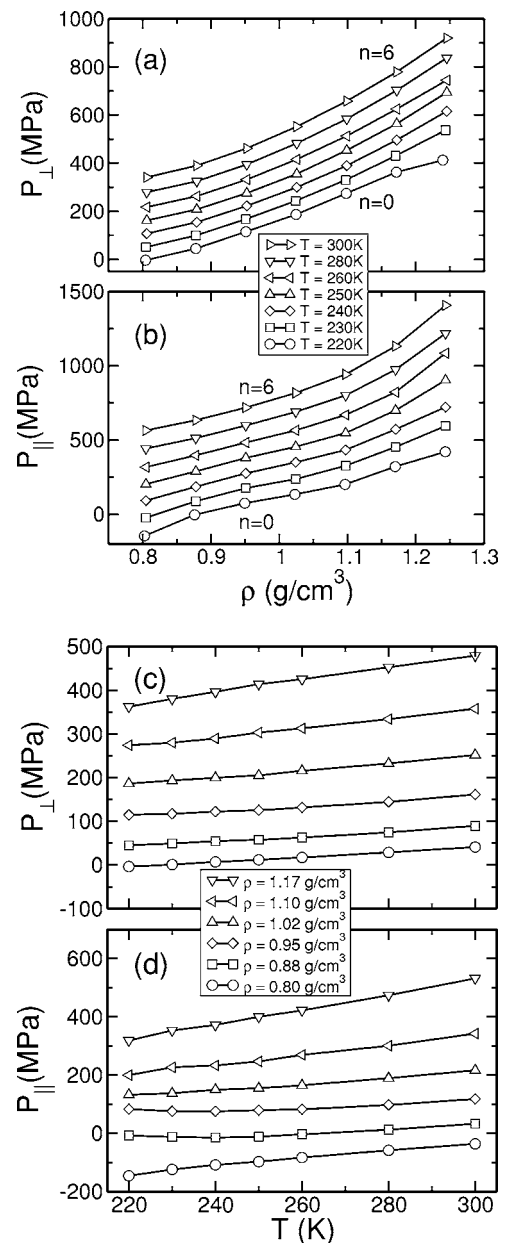 1000
(a)
n=6
800
600
400
200
0
P⊥(MPa)
n=0
T = 300K
T = 280K
T = 260K
T = 250K
T = 240K
T = 230K
T = 220K
1500
(b)
1000
n=6
500
0
P||(MPa)
n=0
0.8 0.9 1 1.1 1.2 1.3
ρ (g/cm³)
500
(c)
400
300
200
100
0
-100
P⊥(MPa)
ρ = 1.17 g/cm³
ρ = 1.10 g/cm³
ρ = 1.02 g/cm³
ρ = 0.95 g/cm³
ρ = 0.88 g/cm³
ρ = 0.80 g/cm³
600
(d)
400
200
0
-200
P||(MPa)
220 240 260 280 300
T (K)